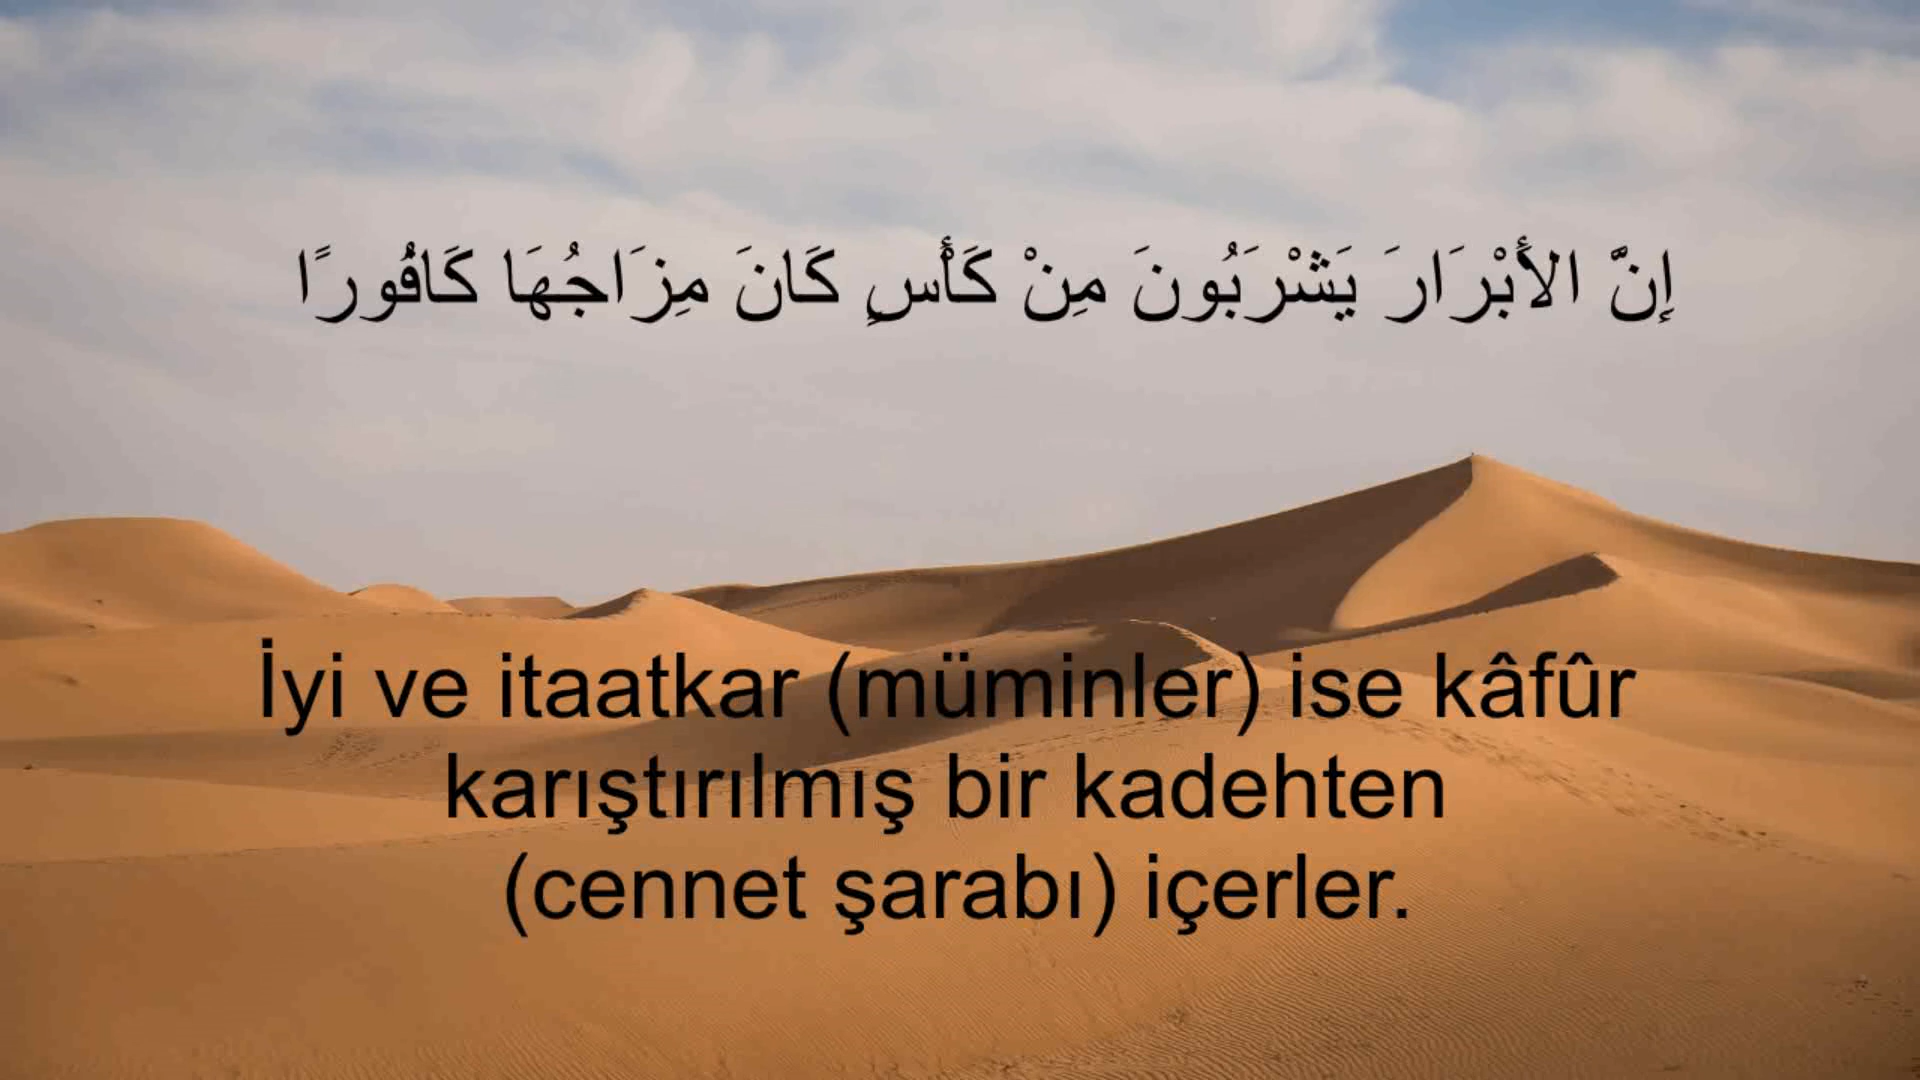 إِنَّ الأَبْرَارَ يَشْرَبُونَ مِنْ كَأْسٍ كَانَ مِزَاجُهَا كَافُورًا
İyi ve itaatkar (müminler) ise kâfûr
karıştırılmış bir kadehten
(cennet şarabı) içerler.